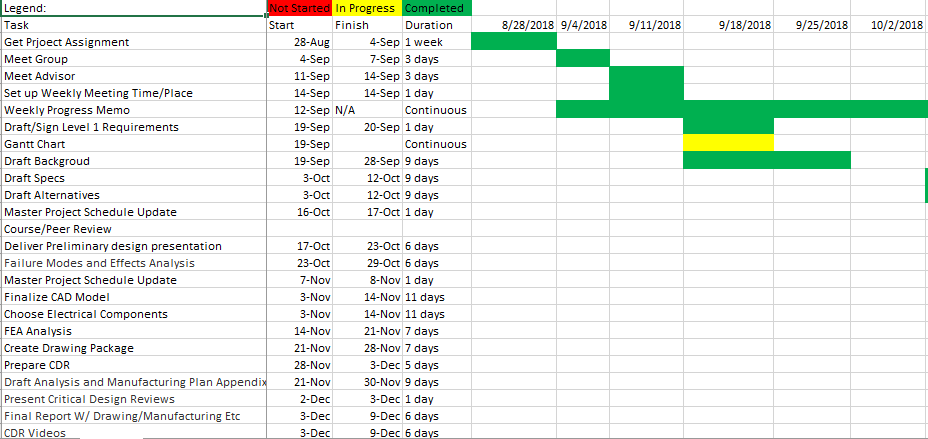 Legend: Not Started In Progress Completed
Task Start Finish Duration 8/28/2018 9/4/2018 9/11/2018 9/18/2018 9/25/2018 10/2/2018
Get Prjoect Assignment 28-Aug 4-Sep 1 week
Meet Group 4-Sep 7-Sep 3 days
Meet Advisor 11-Sep 14-Sep 3 days
Set up Weekly Meeting Time/Place 14-Sep 14-Sep 1 day
Weekly Progress Memo 12-Sep N/A Continuous
Draft/Sign Level 1 Requirements 19-Sep 20-Sep 1 day
Gantt Chart 19-Sep Continuous
Draft Backgroud 19-Sep 28-Sep 9 days
Draft Specs 3-Oct 12-Oct 9 days
Draft Alternatives 3-Oct 12-Oct 9 days
Master Project Schedule Update 16-Oct 17-Oct 1 day
Course/Peer Review
Deliver Preliminary design presentation 17-Oct 23-Oct 6 days
Failure Modes and Effects Analysis 23-Oct 29-Oct 6 days
Master Project Schedule Update 7-Nov 8-Nov 1 day
Finalize CAD Model 3-Nov 14-Nov 11 days
Choose Electrical Components 3-Nov 14-Nov 11 days
FEA Analysis 14-Nov 21-Nov 7 days
Create Drawing Package 21-Nov 28-Nov 7 days
Prepare CDR 28-Nov 3-Dec 5 days
Draft Analysis and Manufacturing Plan Appendix 21-Nov 30-Nov 9 days
Present Critical Design Reviews 2-Dec 3-Dec 1 day
Final Report W/ Drawing/Manufacturing Etc 3-Dec 9-Dec 6 days
CDR Videos 3-Dec 9-Dec 6 days